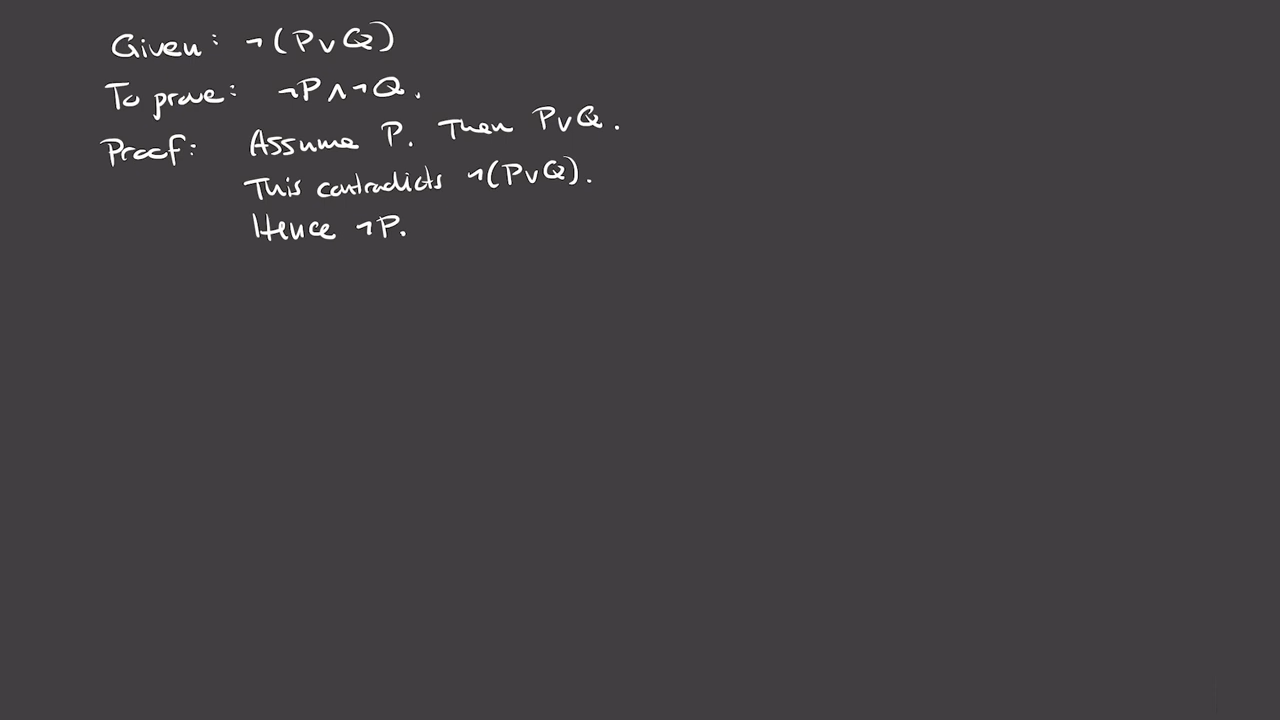 Given: ¬(P∨Q)
To prove: ¬P∧¬Q.
Proof: Assume P. Then P∨Q.
This contradicts ¬(P∨Q).
Hence ¬P.